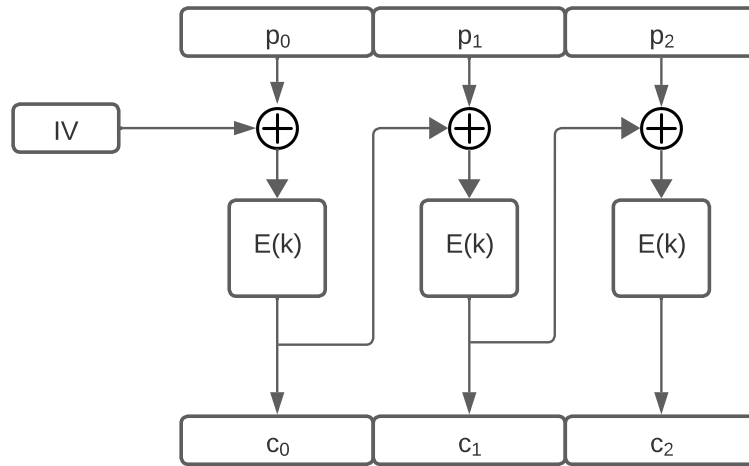 p₀ p₁ p₂
IV
E(k) E(k) E(k)
c₀ c₁ c₂